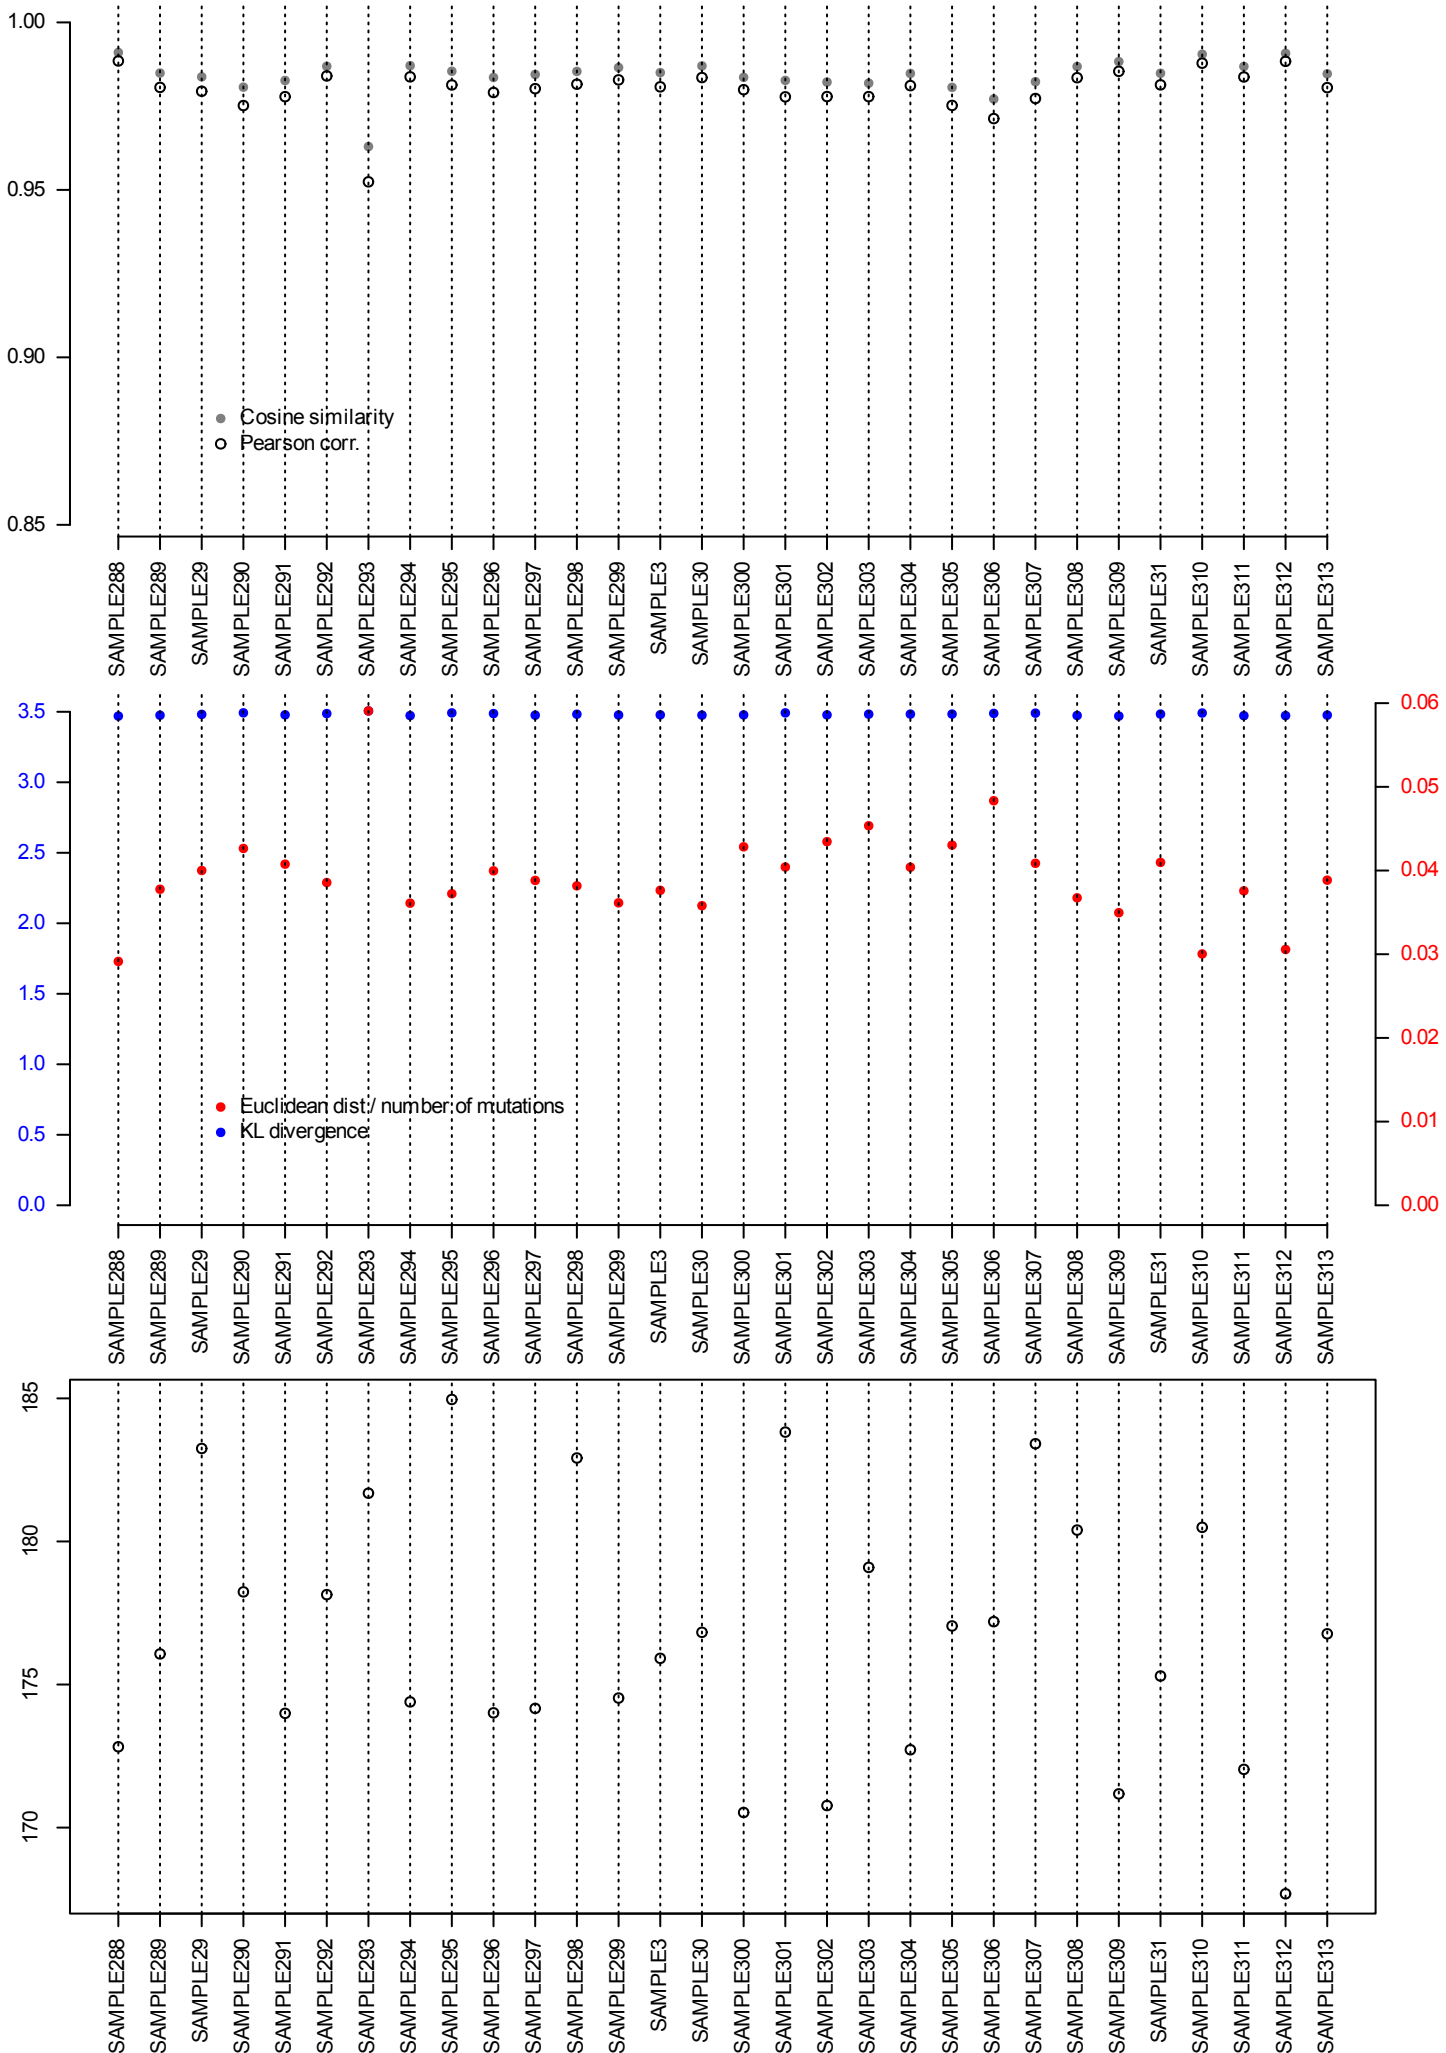 1.00
0.95
0.90
0.85
Cosine similarity
Pearson corr.
SAMPLE288
SAMPLE289
SAMPLE29
SAMPLE290
SAMPLE291
SAMPLE292
SAMPLE293
SAMPLE294
SAMPLE295
SAMPLE296
SAMPLE297
SAMPLE298
SAMPLE299
SAMPLE3
SAMPLE30
SAMPLE300
SAMPLE301
SAMPLE302
SAMPLE303
SAMPLE304
SAMPLE305
SAMPLE306
SAMPLE307
SAMPLE308
SAMPLE309
SAMPLE31
SAMPLE310
SAMPLE311
SAMPLE312
SAMPLE313
3.5
3.0
2.5
2.0
1.5
1.0
0.5
0.0
Euclidean dist./ number of mutations
KL divergence
0.06
0.05
0.04
0.03
0.02
0.01
0.00
SAMPLE288
SAMPLE289
SAMPLE29
SAMPLE290
SAMPLE291
SAMPLE292
SAMPLE293
SAMPLE294
SAMPLE295
SAMPLE296
SAMPLE297
SAMPLE298
SAMPLE299
SAMPLE3
SAMPLE30
SAMPLE300
SAMPLE301
SAMPLE302
SAMPLE303
SAMPLE304
SAMPLE305
SAMPLE306
SAMPLE307
SAMPLE308
SAMPLE309
SAMPLE31
SAMPLE310
SAMPLE311
SAMPLE312
SAMPLE313
185
180
175
170
SAMPLE288
SAMPLE289
SAMPLE29
SAMPLE290
SAMPLE291
SAMPLE292
SAMPLE293
SAMPLE294
SAMPLE295
SAMPLE296
SAMPLE297
SAMPLE298
SAMPLE299
SAMPLE3
SAMPLE30
SAMPLE300
SAMPLE301
SAMPLE302
SAMPLE303
SAMPLE304
SAMPLE305
SAMPLE306
SAMPLE307
SAMPLE308
SAMPLE309
SAMPLE31
SAMPLE310
SAMPLE311
SAMPLE312
SAMPLE313